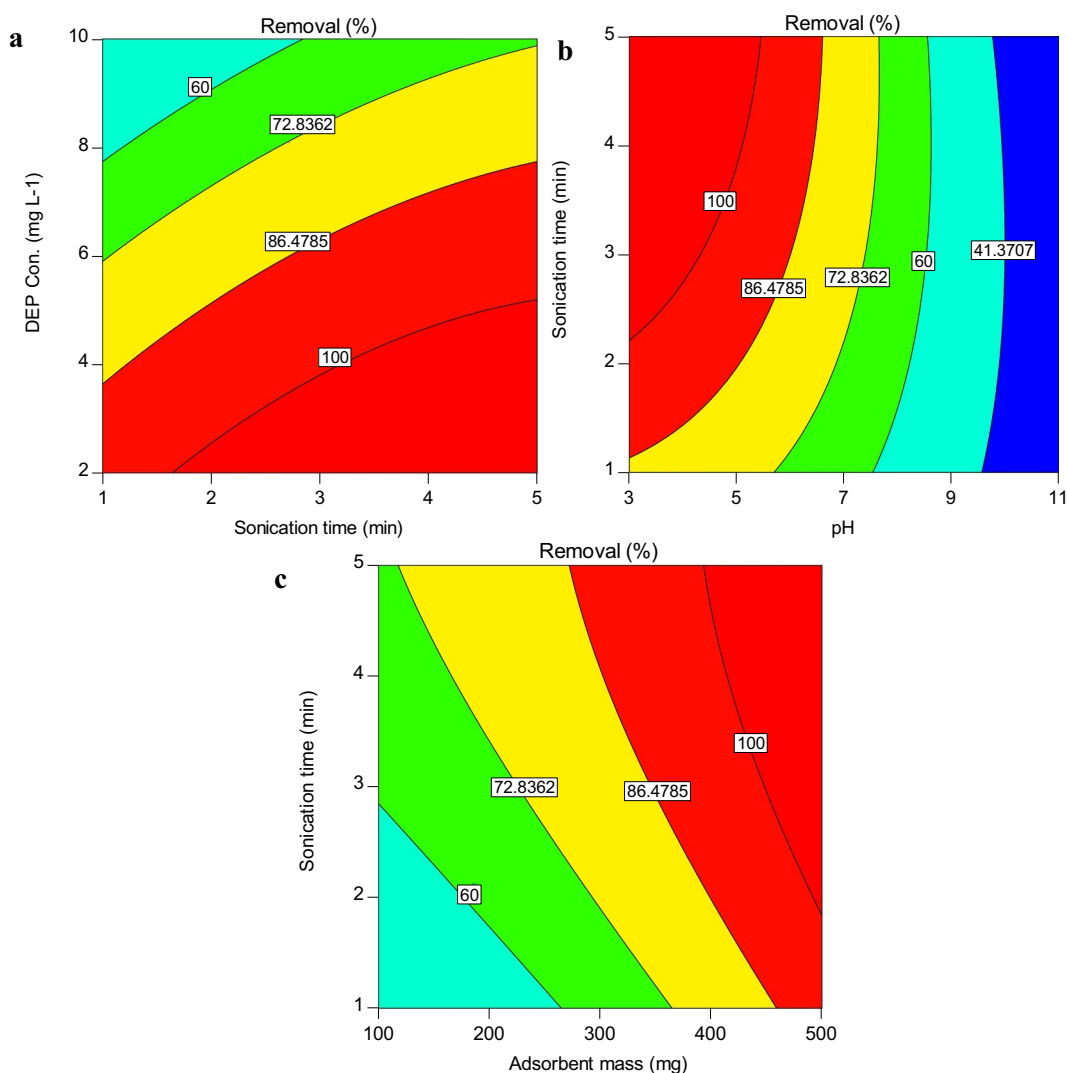 a
Removal (%)
10
8
6
4
2
DEP Con. (mg L-1)
60
72.8362
86.4785
100
1 2 3 4 5
Sonication time (min)
b
Removal (%)
5
4
3
2
1
Sonication time (min)
100
86.4785
72.8362
60
41.3707
3 5 7 9 11
pH
c
Removal (%)
5
4
3
2
1
Sonication time (min)
60
72.8362
86.4785
100
100 200 300 400 500
Adsorbent mass (mg)